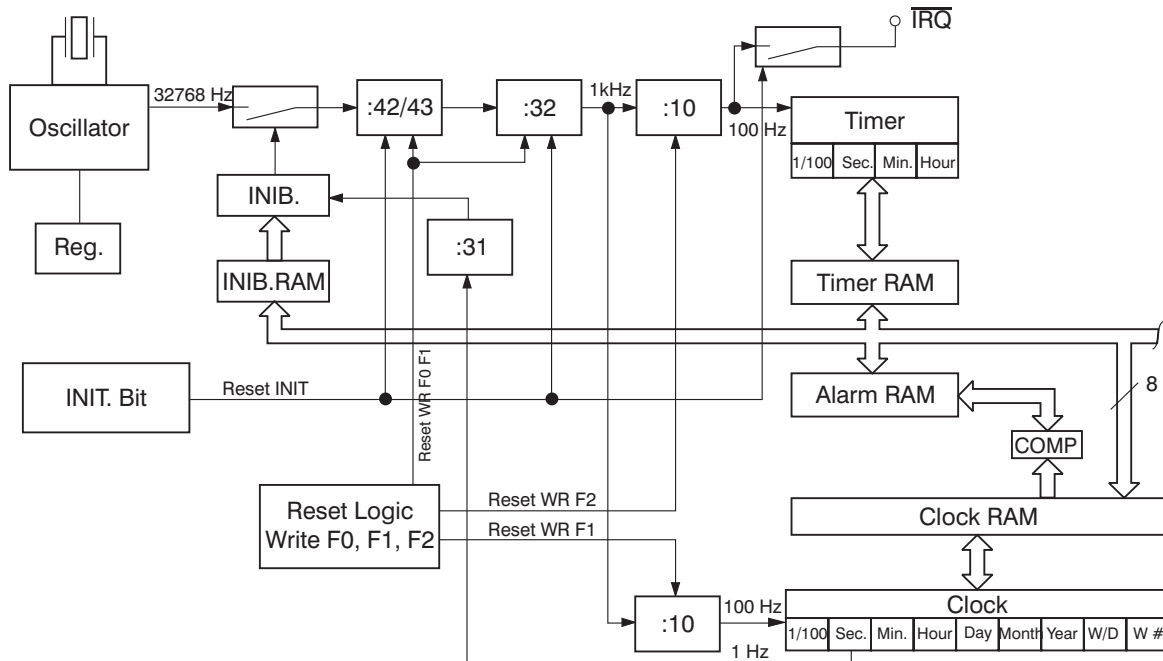 IRQ
32768 Hz
Oscillator
:42/43
:32
1kHz
:10
100 Hz
Timer
1/100 Sec. Min. Hour
INIB.
:31
Reg.
INIB.RAM
Timer RAM
INIT. Bit
Reset INIT
Reset WR F0 F1
Alarm RAM
8
COMP
Reset Logic
Write F0, F1, F2
Reset WR F2
Reset WR F1
Clock RAM
:10
100 Hz
1 Hz
Clock
1/100 Sec. Min. Hour Day Month Year W/D W #